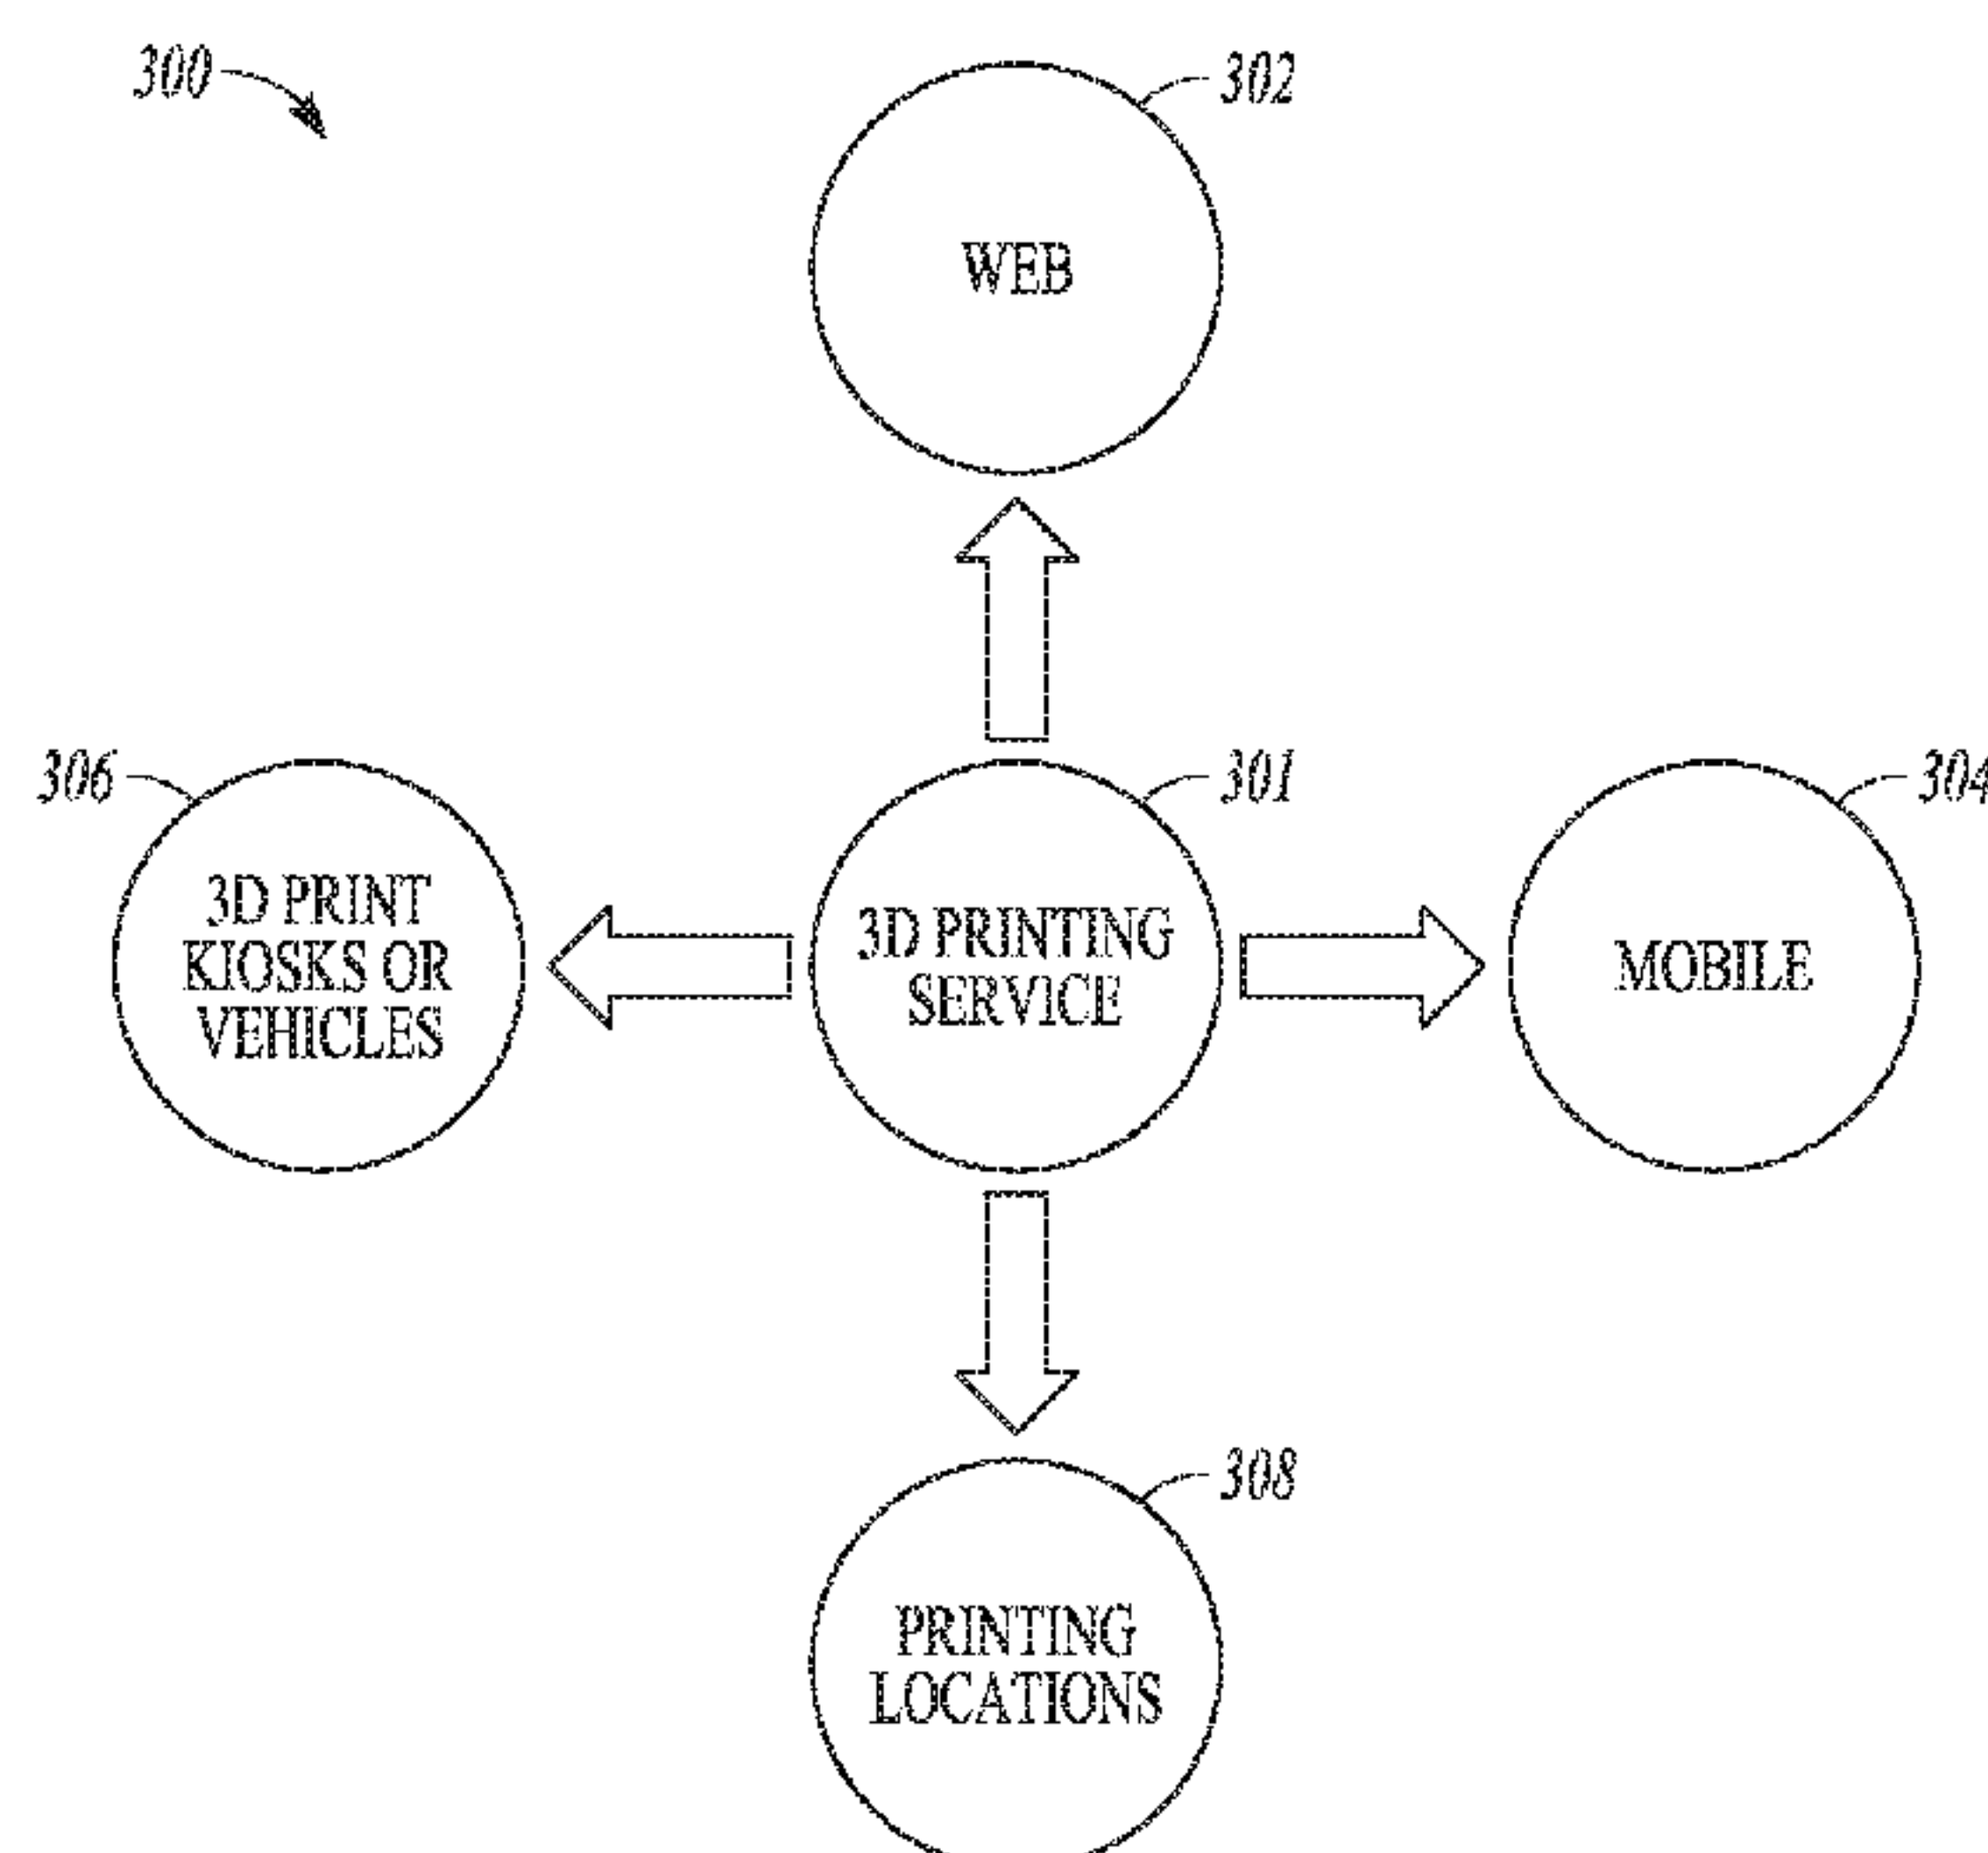 300
302
WEB
306
301
304
3D PRINT
KIOSKS OR
VEHICLES
3D PRINTING
SERVICE
MOBILE
308
PRINTING
LOCATIONS